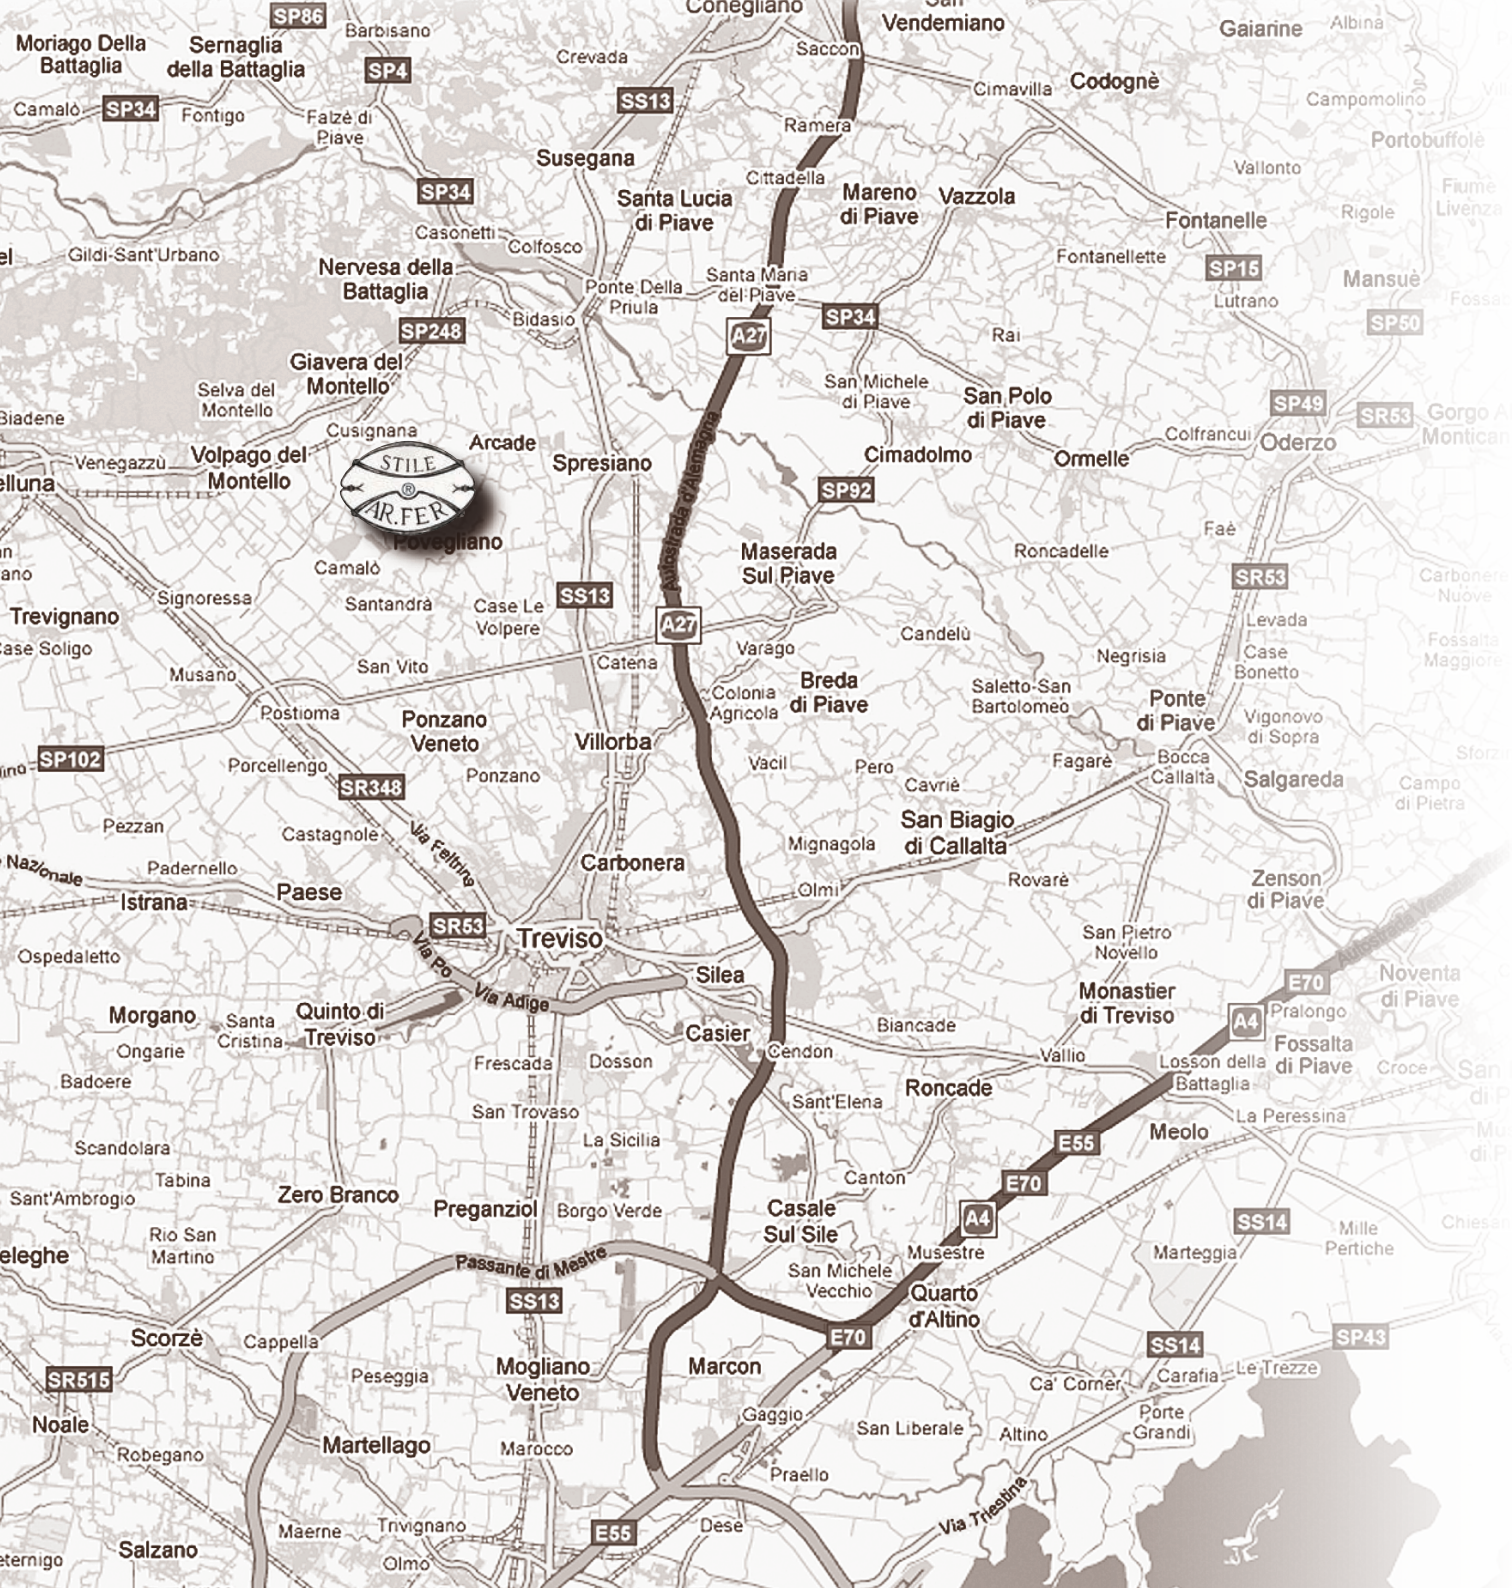 Conegliano
San
Vendemiano
SP86
Barbisano
Moriago Della
Battaglia
Sernaglia
della Battaglia
Crevada
Saccon
Gaiarine
Albina
SP4
Camalò
SP34
Fontigo
Falzè di
Piave
SS13
Cimavilla
Codognè
Campomolino
Ramera
Portobuffolè
Susegana
Cittadella
Vallonto
SP34
Santa Lucia
di Piave
Mareno
di Piave
Vazzola
Fiume
Livenza
Rigole
Fontanelle
Casonetti
Colfosco
Gildi-Sant'Urbano
Fontanellette
SP15
Nervesa della
Battaglia
Ponte Della
Priula
Santa Maria
del Piave
Mansuè
Lutrano
Bidasio
SP248
A27
SP34
Rai
SP50
Giavera del
Montello
Selva del
Montello
San Michele
di Piave
San Polo
di Piave
SP49
SR53
Gorgo
Biadene
Cusignana
Arcade
Colfrancui
Oderzo
Venegazzù
Volpago del
Montello
STILE
®
AR.FER
Spresiano
Autostrada d'Alemagna
Cimadolmo
Ormelle
SP92
Povegliano
Faè
Camalò
Maserada
Sul Piave
Roncadelle
SR53
Signoressa
Santandrà
Case Le
Volpere
SS13
Carbonera
Nuove
Trevignano
Case Soligo
A27
Levada
San Vito
Catena
Varago
Candelù
Negrisia
Case
Bonetto
Fossalta
Maggiore
Musano
Postioma
Colonia
Agricola
Breda
di Piave
Saletto-San
Bartolomeo
Ponte
di Piave
Vigonovo
di Sopra
Ponzano
Veneto
Villorba
SP102
Porcellengo
Ponzano
Vacil
Pero
Fagarè
Bocca
Callalta
Salgareda
SR348
Cavriè
Campo
di Pietra
Pezzan
Castagnole
Via Feltrina
Mignagola
San Biagio
di Callalta
Nazionale
Padernello
Istrana
Paese
Carbonera
Olmi
Rovarè
Zenson
di Piave
SR53
Treviso
San Pietro
Novello
Ospedaletto
Via Po
Via Adige
Silea
Monastier
di Treviso
E70
Noventa
di Piave
Morgano
Santa
Cristina
Quinto di
Treviso
Casier
Biancade
A4
Pralongo
Ongarie
Frescada
Dosson
Cendon
Vallio
Losson della
Battaglia
Fossalta
di Piave
Croce
Badoere
San Trovaso
Sant'Elena
Roncade
La Peressina
Scandolara
La Sicilia
E55
Meolo
Tabina
Canton
E70
Sant'Ambrogio
Zero Branco
Preganziol
Borgo Verde
Casale
Sul Sile
A4
SS14
Mille
Pertiche
Rio San
Martino
Passante di Mestre
Musestre
Marteggia
San Michele
Vecchio
SS13
Quarto
d'Altino
Scorzè
Cappella
E70
SS14
SP43
SR515
Peseggia
Mogliano
Veneto
Marcon
Ca' Corner
Carafia
Le Trezze
Noale
Gaggio
San Liberale
Altino
Porte
Grandi
Robegano
Martellago
Marocco
Praello
Maerne
Trivignano
E55
Dese
Via Triestina
Salzano
Olmo